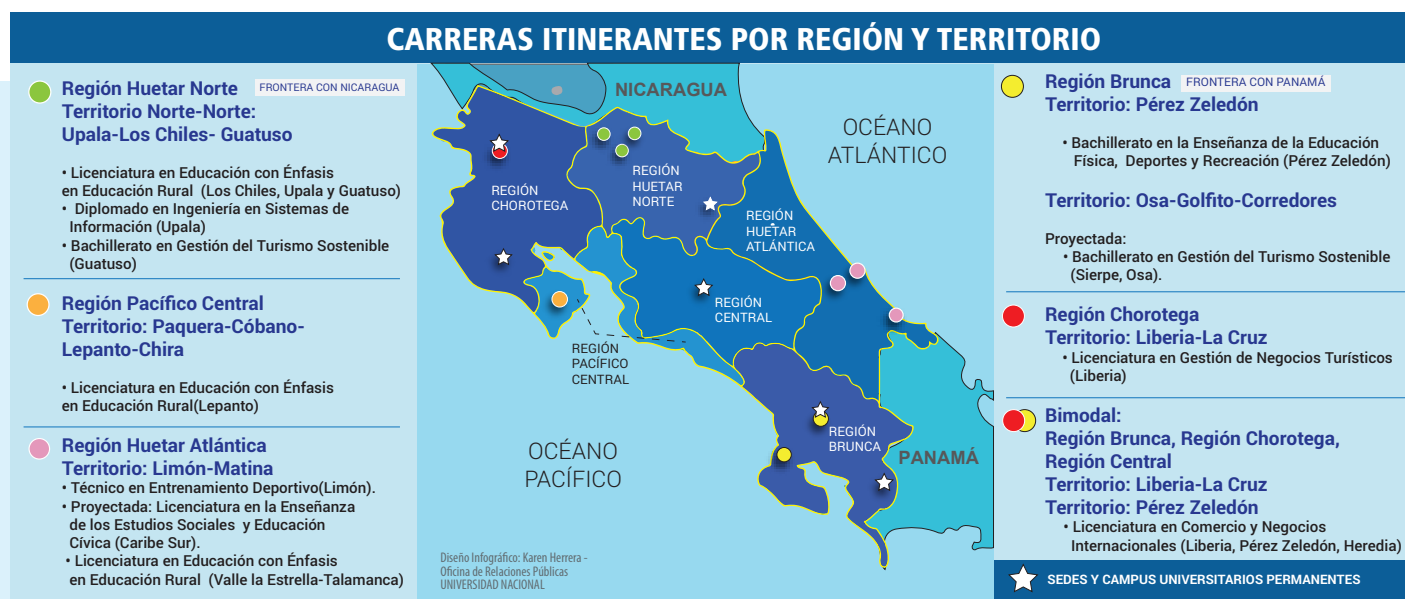 CARRERAS ITINERANTES POR REGIÓN Y TERRITORIO
Región Huetar Norte FRONTERA CON NICARAGUA
Territorio Norte-Norte:
Upala-Los Chiles- Guatuso
• Licenciatura en Educación con Énfasis
en Educación Rural (Los Chiles, Upala y Guatuso)
• Diplomado en Ingeniería en Sistemas de
Información (Upala)
• Bachillerato en Gestión del Turismo Sostenible
(Guatuso)
Región Pacífico Central
Territorio: Paquera-Cóbano-
Lepanto-Chira
• Licenciatura en Educación con Énfasis
en Educación Rural(Lepanto)
Región Huetar Atlántica
Territorio: Limón-Matina
• Técnico en Entrenamiento Deportivo(Limón).
• Proyectada: Licenciatura en la Enseñanza
de los Estudios Sociales y Educación
Cívica (Caribe Sur).
• Licenciatura en Educación con Énfasis
en Educación Rural (Valle la Estrella-Talamanca)
NICARAGUA
OCÉANO
ATLÁNTICO
REGIÓN
CHOROTEGA
REGIÓN
HUETAR
NORTE
REGIÓN
HUETAR
ATLÁNTICA
REGIÓN
CENTRAL
REGIÓN
PACÍFICO
CENTRAL
REGIÓN
BRUNCA
PANAMÁ
OCÉANO
PACÍFICO
Diseño Infográfico: Karen Herrera -
Oficina de Relaciones Públicas
UNIVERSIDAD NACIONAL
Región Brunca FRONTERA CON PANAMÁ
Territorio: Pérez Zeledón
• Bachillerato en la Enseñanza de la Educación
Física, Deportes y Recreación (Pérez Zeledón)
Territorio: Osa-Golfito-Corredores
Proyectada:
• Bachillerato en Gestión del Turismo Sostenible
(Sierpe, Osa).
Región Chorotega
Territorio: Liberia-La Cruz
• Licenciatura en Gestión de Negocios Turísticos
(Liberia)
Bimodal:
Región Brunca, Región Chorotega,
Región Central
Territorio: Liberia-La Cruz
Territorio: Pérez Zeledón
• Licenciatura en Comercio y Negocios
Internacionales (Liberia, Pérez Zeledón, Heredia)
SEDES Y CAMPUS UNIVERSITARIOS PERMANENTES